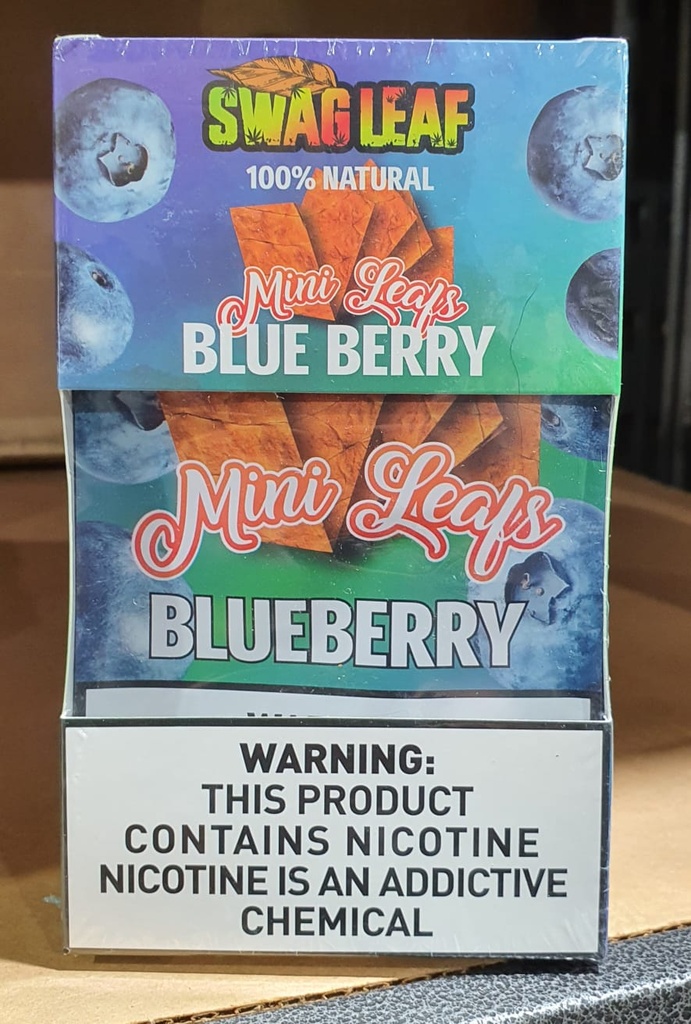 SWAG LEAF
100% NATURAL
Mini Leafs
BLUE BERRY
Mini Leafs
BLUEBERRY
WARNING:
THIS PRODUCT
CONTAINS NICOTINE
NICOTINE IS AN ADDICTIVE
CHEMICAL